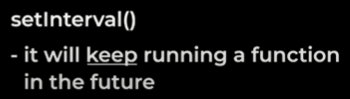 setInterval()
- it will keep running a function
in the future